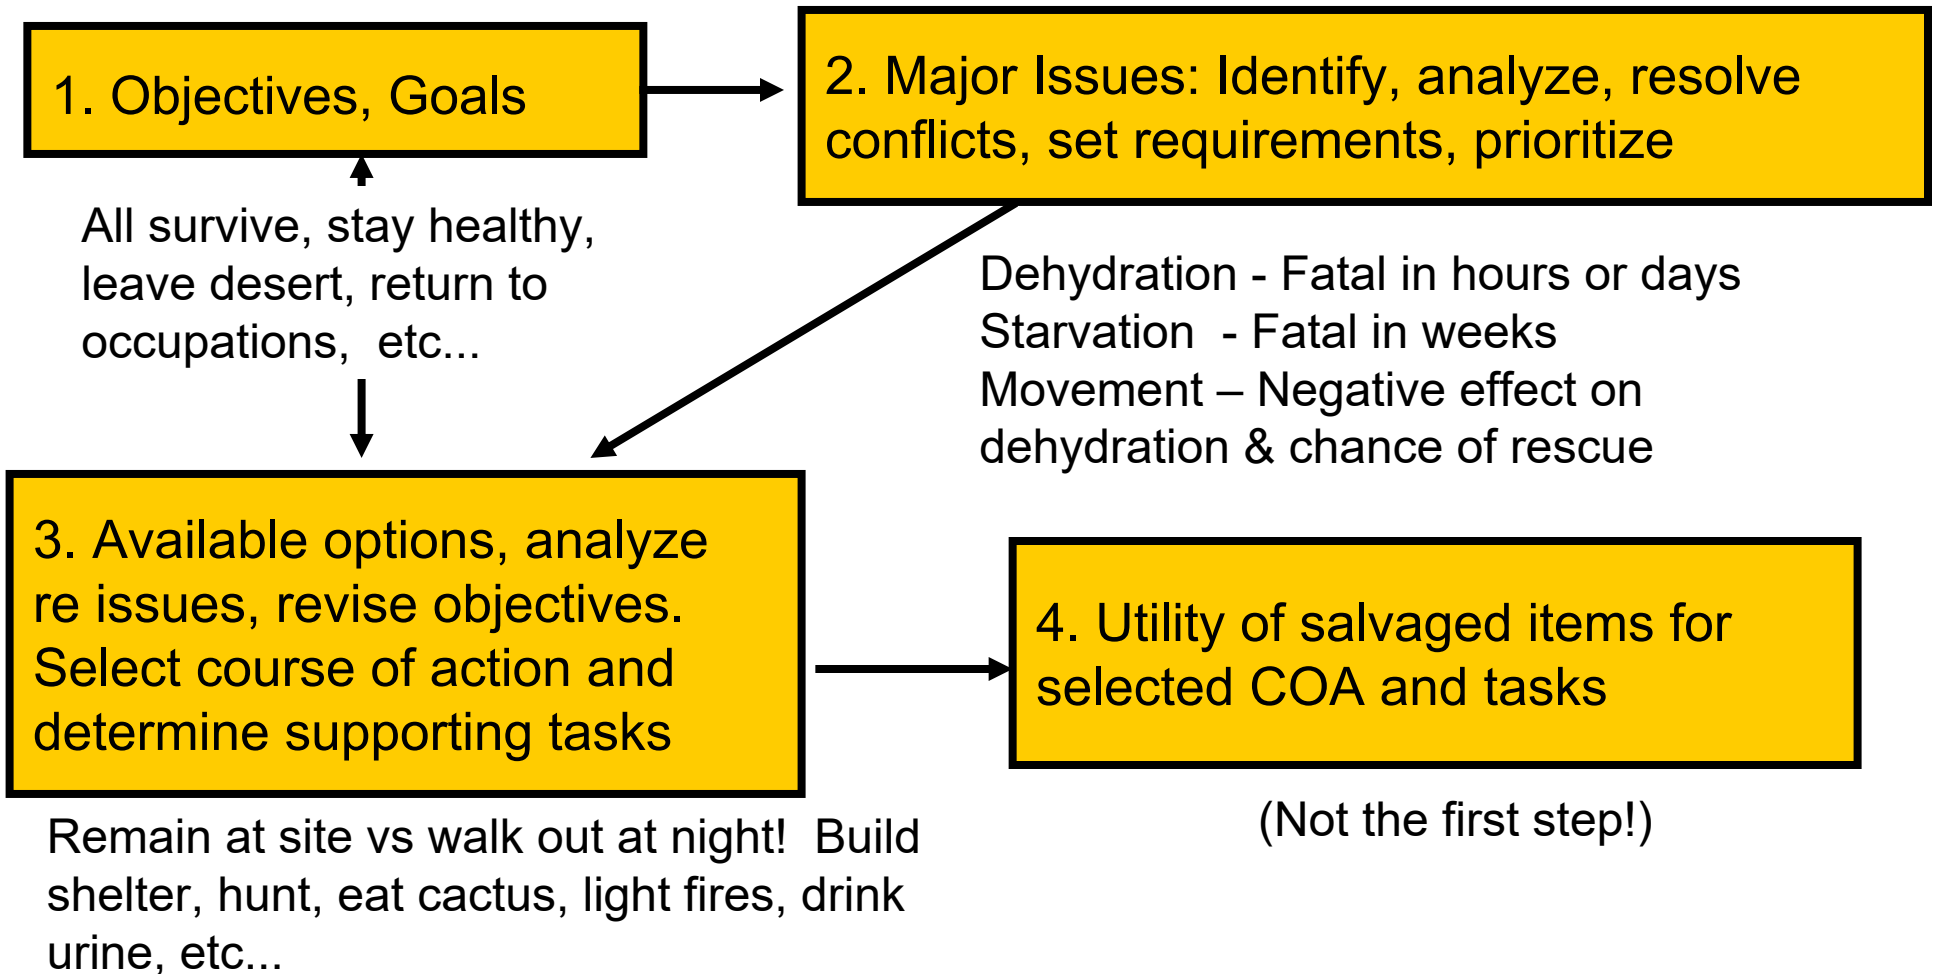 1. Objectives, Goals
2. Major Issues: Identify, analyze, resolve
conflicts, set requirements, prioritize
All survive, stay healthy,
leave desert, return to
occupations,  etc...
Dehydration - Fatal in hours or days
Starvation  - Fatal in weeks
Movement – Negative effect on
dehydration & chance of rescue
3. Available options, analyze
re issues, revise objectives.
Select course of action and
determine supporting tasks
4. Utility of salvaged items for
selected COA and tasks
(Not the first step!)
Remain at site vs walk out at night!  Build
shelter, hunt, eat cactus, light fires, drink
urine, etc...